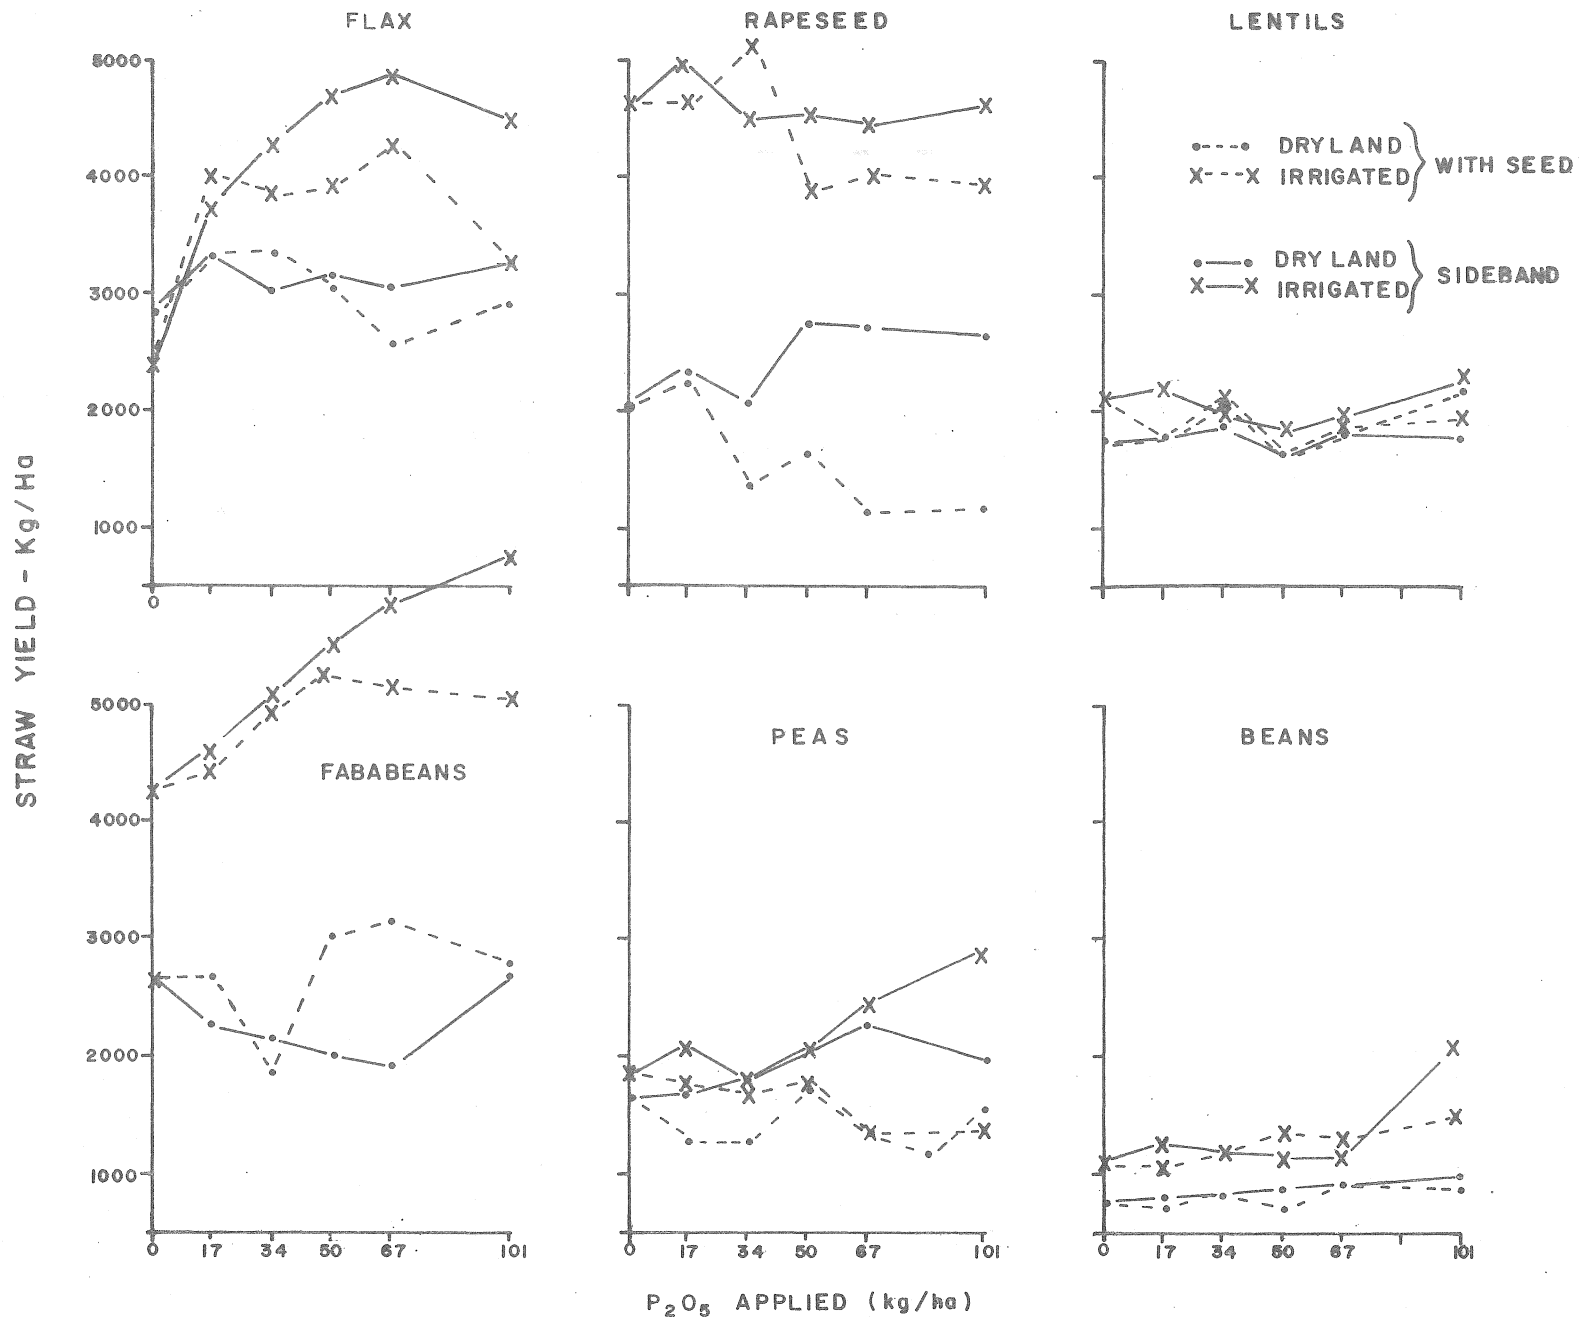 FLAX
RAPESEED
LENTILS
5000
4000
3000
2000
1000
0
DRY LAND
IRRIGATED
WITH SEED
DRY LAND
IRRIGATED
SIDEBAND
STRAW YIELD - Kg/Ha
FABABEANS
PEAS
BEANS
5000
4000
3000
2000
1000
0 17 34 50 67 101
0 17 34 50 67 101
0 17 34 50 67 101
P2O5 APPLIED (kg/ha)